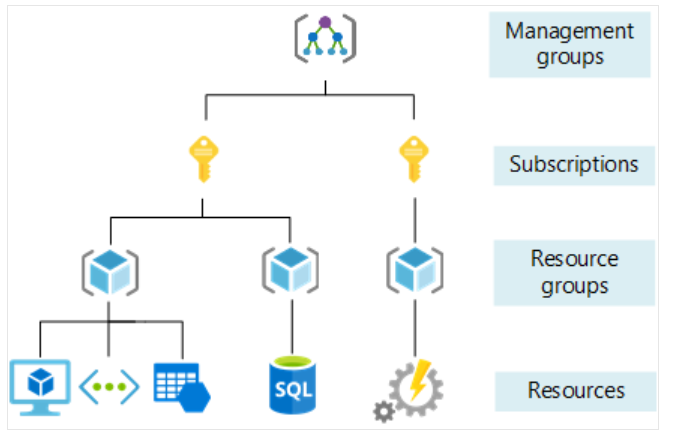 Management
groups
Subscriptions
Resource
groups
SQL
Resources